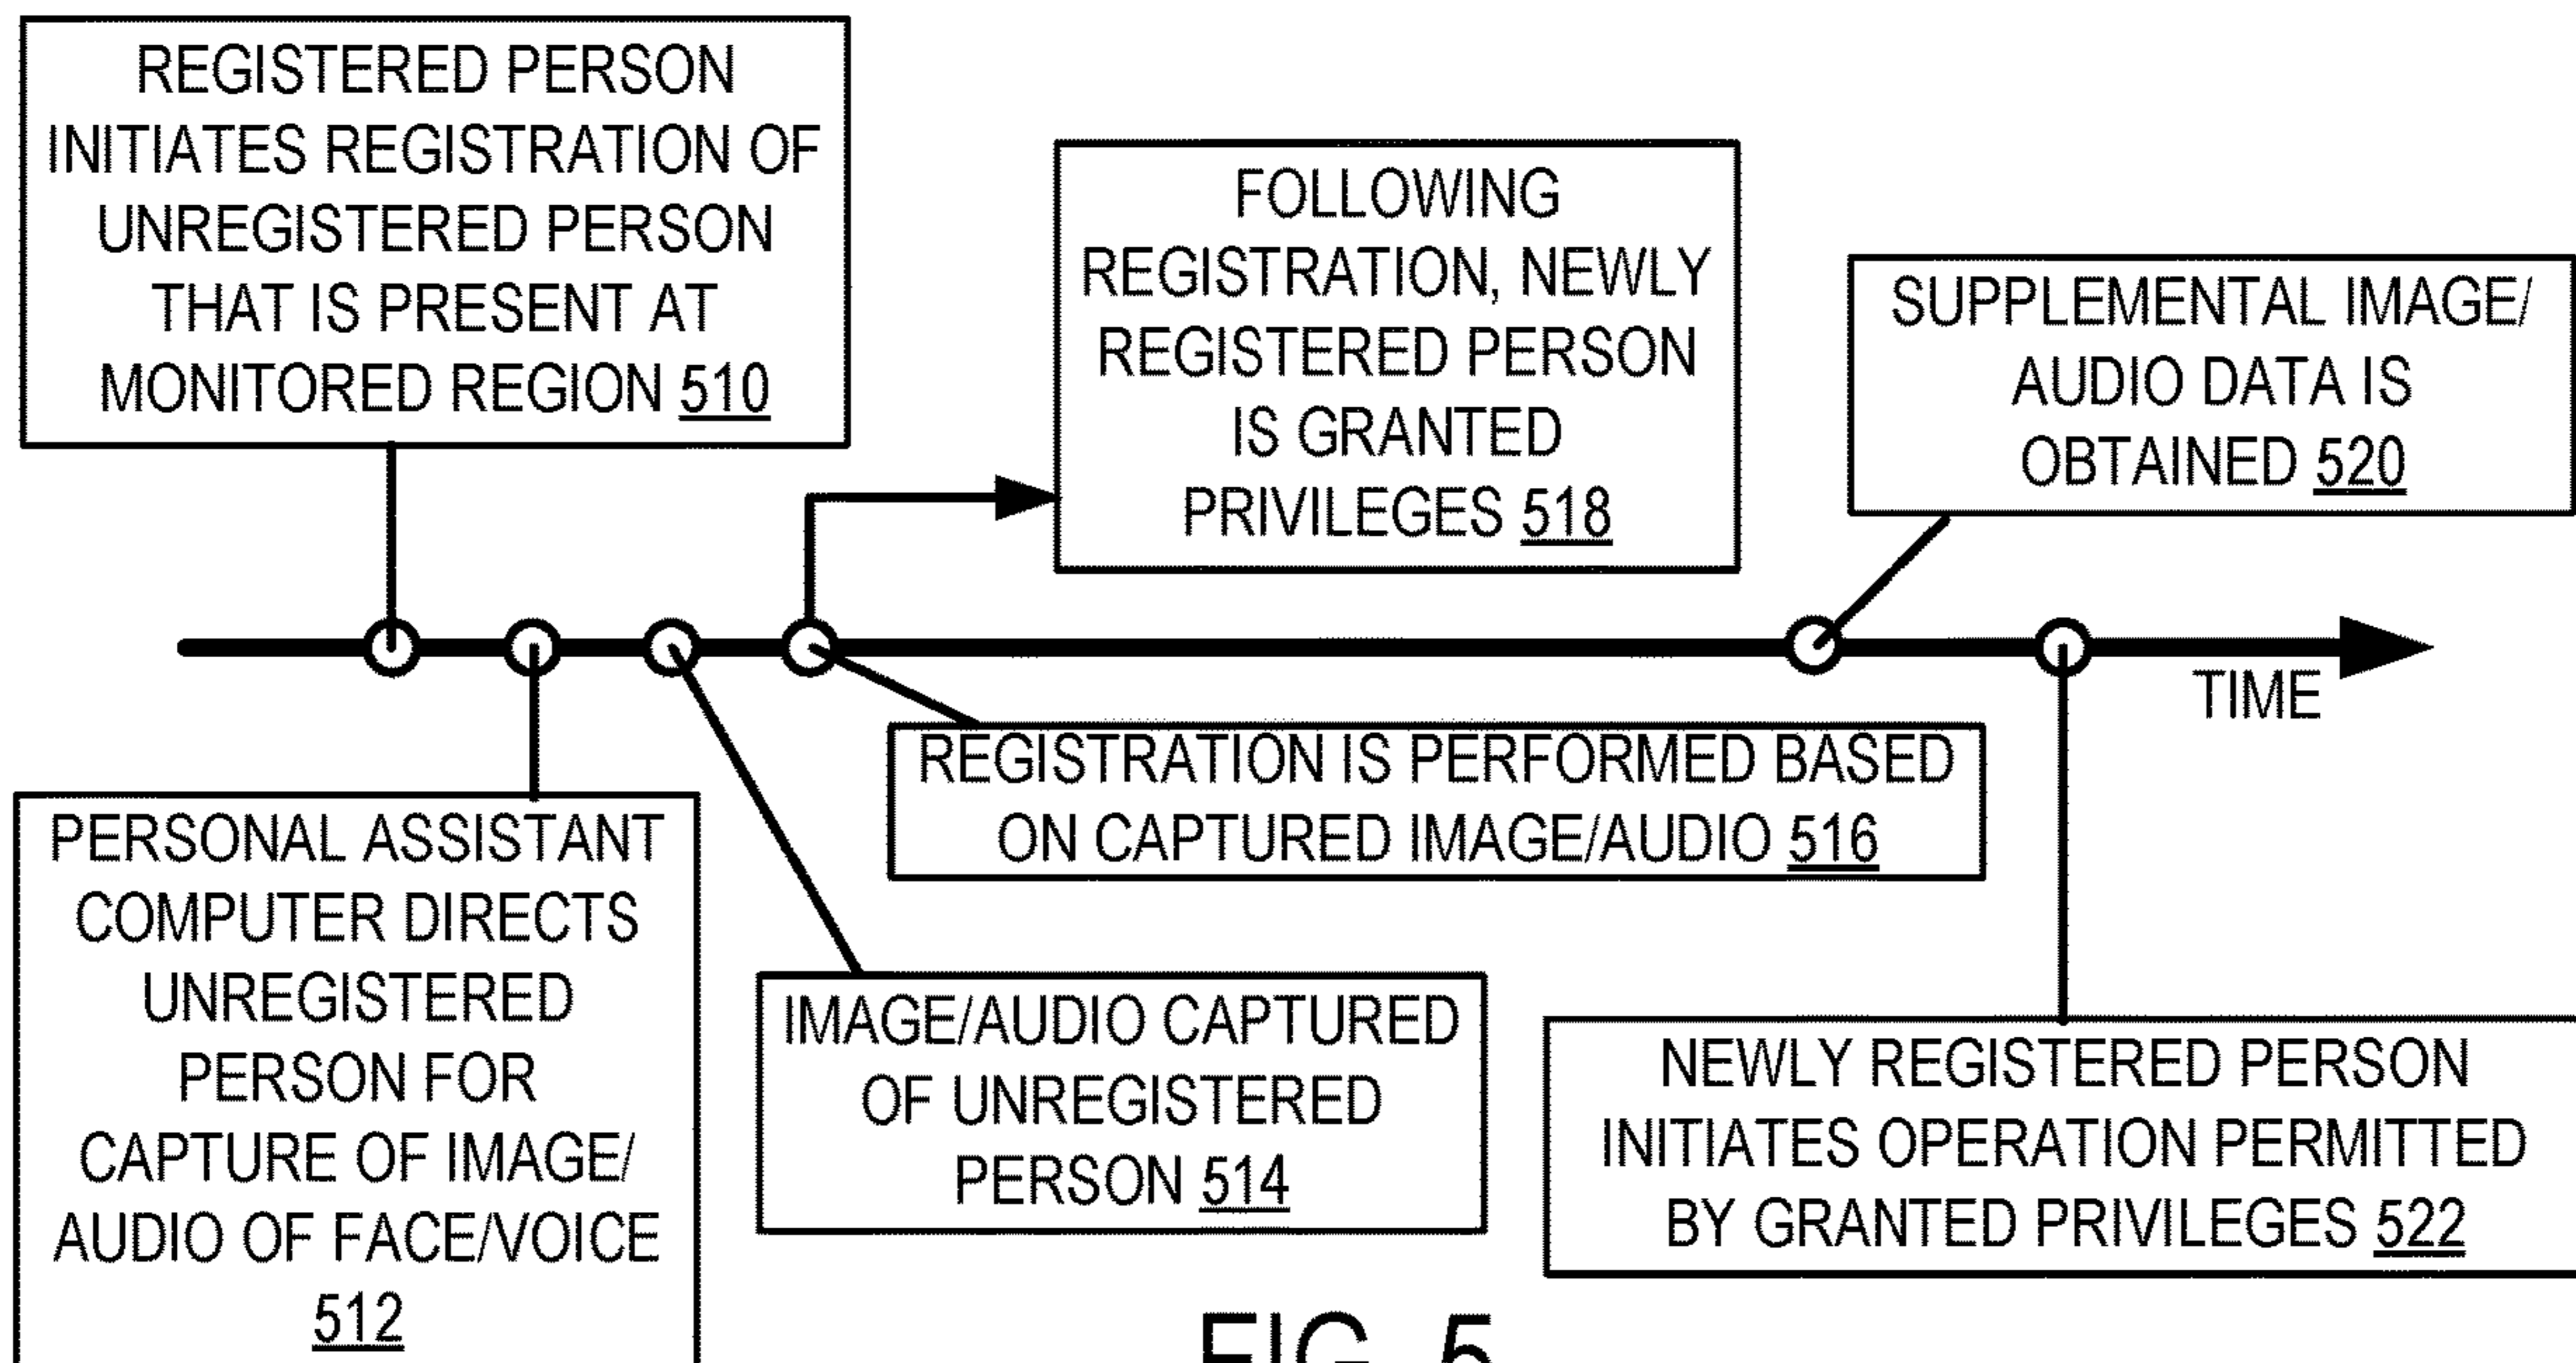 REGISTERED PERSON
INITIATES REGISTRATION OF
UNREGISTERED PERSON
THAT IS PRESENT AT
MONITORED REGION 510
FOLLOWING
REGISTRATION, NEWLY
REGISTERED PERSON
IS GRANTED
PRIVILEGES 518
SUPPLEMENTAL IMAGE/
AUDIO DATA IS
OBTAINED 520
TIME
REGISTRATION IS PERFORMED BASED
ON CAPTURED IMAGE/AUDIO 516
PERSONAL ASSISTANT
COMPUTER DIRECTS
UNREGISTERED
PERSON FOR
CAPTURE OF IMAGE/
AUDIO OF FACE/VOICE
512
IMAGE/AUDIO CAPTURED
OF UNREGISTERED
PERSON 514
NEWLY REGISTERED PERSON
INITIATES OPERATION PERMITTED
BY GRANTED PRIVILEGES 522
FIG. 5